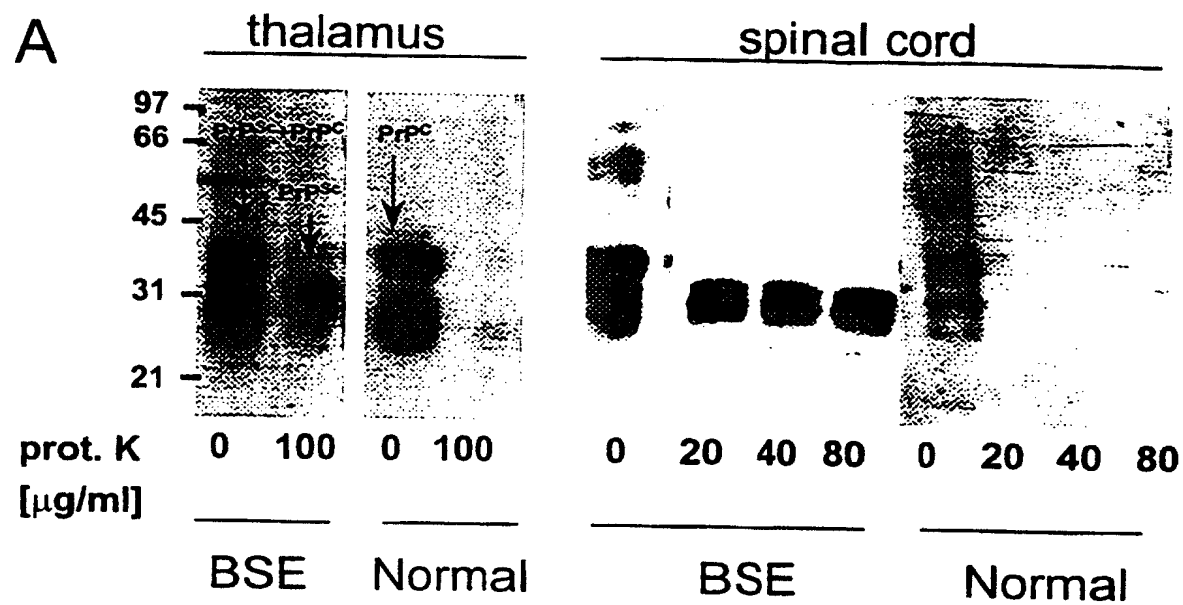 A
thalamus
spinal cord
97
66
45
31
21
PrPSc+PrPC
PrPSc
PrPC
prot. K 0 100 0 100 0 20 40 80 0 20 40 80
[μg/ml]
BSE Normal BSE Normal